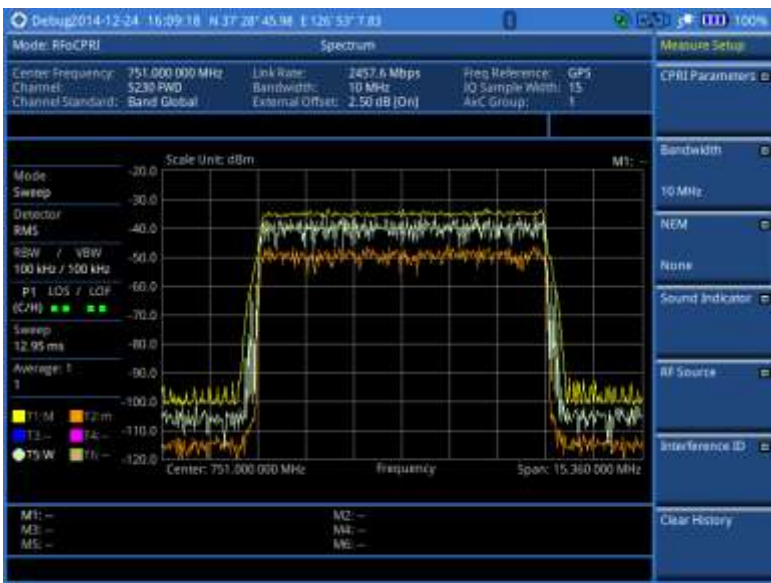 Debug2014-12-24 16:09:18 N 37° 28' 45.98 E 126° 53' 7.83
100%
Mode: RFoCPRI
Spectrum
Measure Setup
Center Frequency: 751.000 000 MHz
Link Rate: 2457.6 Mbps
Freq Reference: GPS
Channel: 5230 FWD
Bandwidth: 10 MHz
IQ Sample Width: 15
Channel Standard: Band Global
External Offset: 2.50 dB [On]
AxC Group: 1
CPRI Parameters
Scale Unit: dBm
M1: --
Mode
Sweep
Detector
RMS
RBW / VBW
100 kHz / 100 kHz
P1 LOS / LOF
(C/H)
Sweep
12.95 ms
Average: 1
1
T1:M
T2:m
T3:--
T4:--
T5:W
T6:--
-20.0
-30.0
-40.0
-50.0
-60.0
-70.0
-80.0
-90.0
-100.0
-110.0
-120.0
Center: 751.000 000 MHz
Frequency
Span: 15.360 000 MHz
Bandwidth
10 MHz
NEM
None
Sound Indicator
RF Source
Interference ID
Clear History
M1: --
M2: --
M3: --
M4: --
M5: --
M6: --